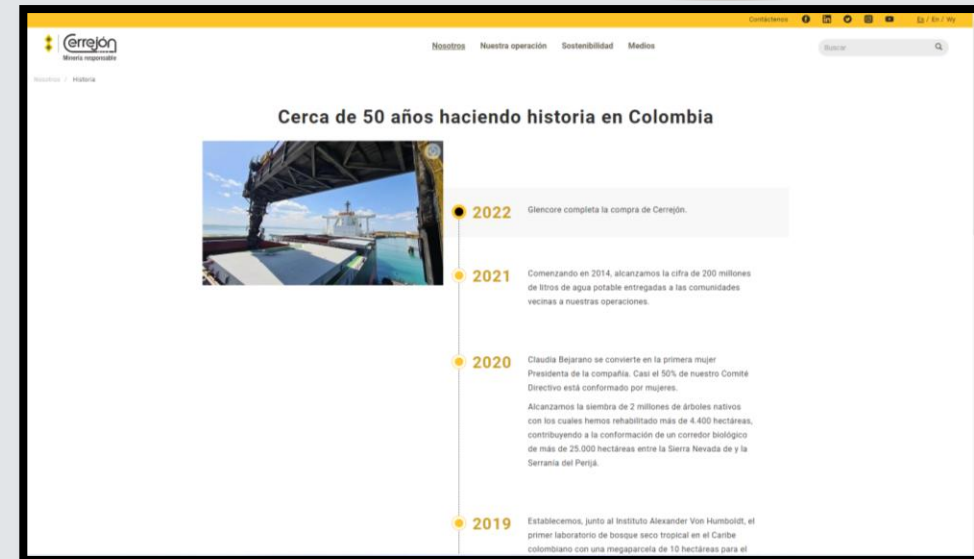 Contáctenos
Es / En / Wy
Cerrejón
Minería responsable
Nosotros
Nuestra operación
Sostenibilidad
Medios
Buscar
Nosotros / Historia
Cerca de 50 años haciendo historia en Colombia
2022
Glencore completa la compra de Cerrejón.
2021
Comenzando en 2014, alcanzamos la cifra de 200 millones
de litros de agua potable entregadas a las comunidades
vecinas a nuestras operaciones.
2020
Claudia Bejarano se convierte en la primera mujer
Presidenta de la compañía. Casi el 50% de nuestro Comité
Directivo está conformado por mujeres.
Alcanzamos la siembra de 2 millones de árboles nativos
con los cuales hemos rehabilitado más de 4.400 hectáreas,
contribuyendo a la conformación de un corredor biológico
de más de 25.000 hectáreas entre la Sierra Nevada de y la
Serranía del Perijá.
2019
Establecemos, junto al Instituto Alexander Von Humboldt, el
primer laboratorio de bosque seco tropical en el Caribe
colombiano con una megaparcela de 10 hectáreas para el